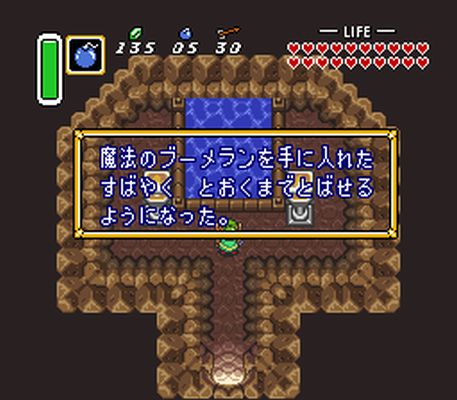 — LIFE —
135 05 30
魔法のブーメランを手に入れた
すばやく とおくまでとばせる
ようになった。